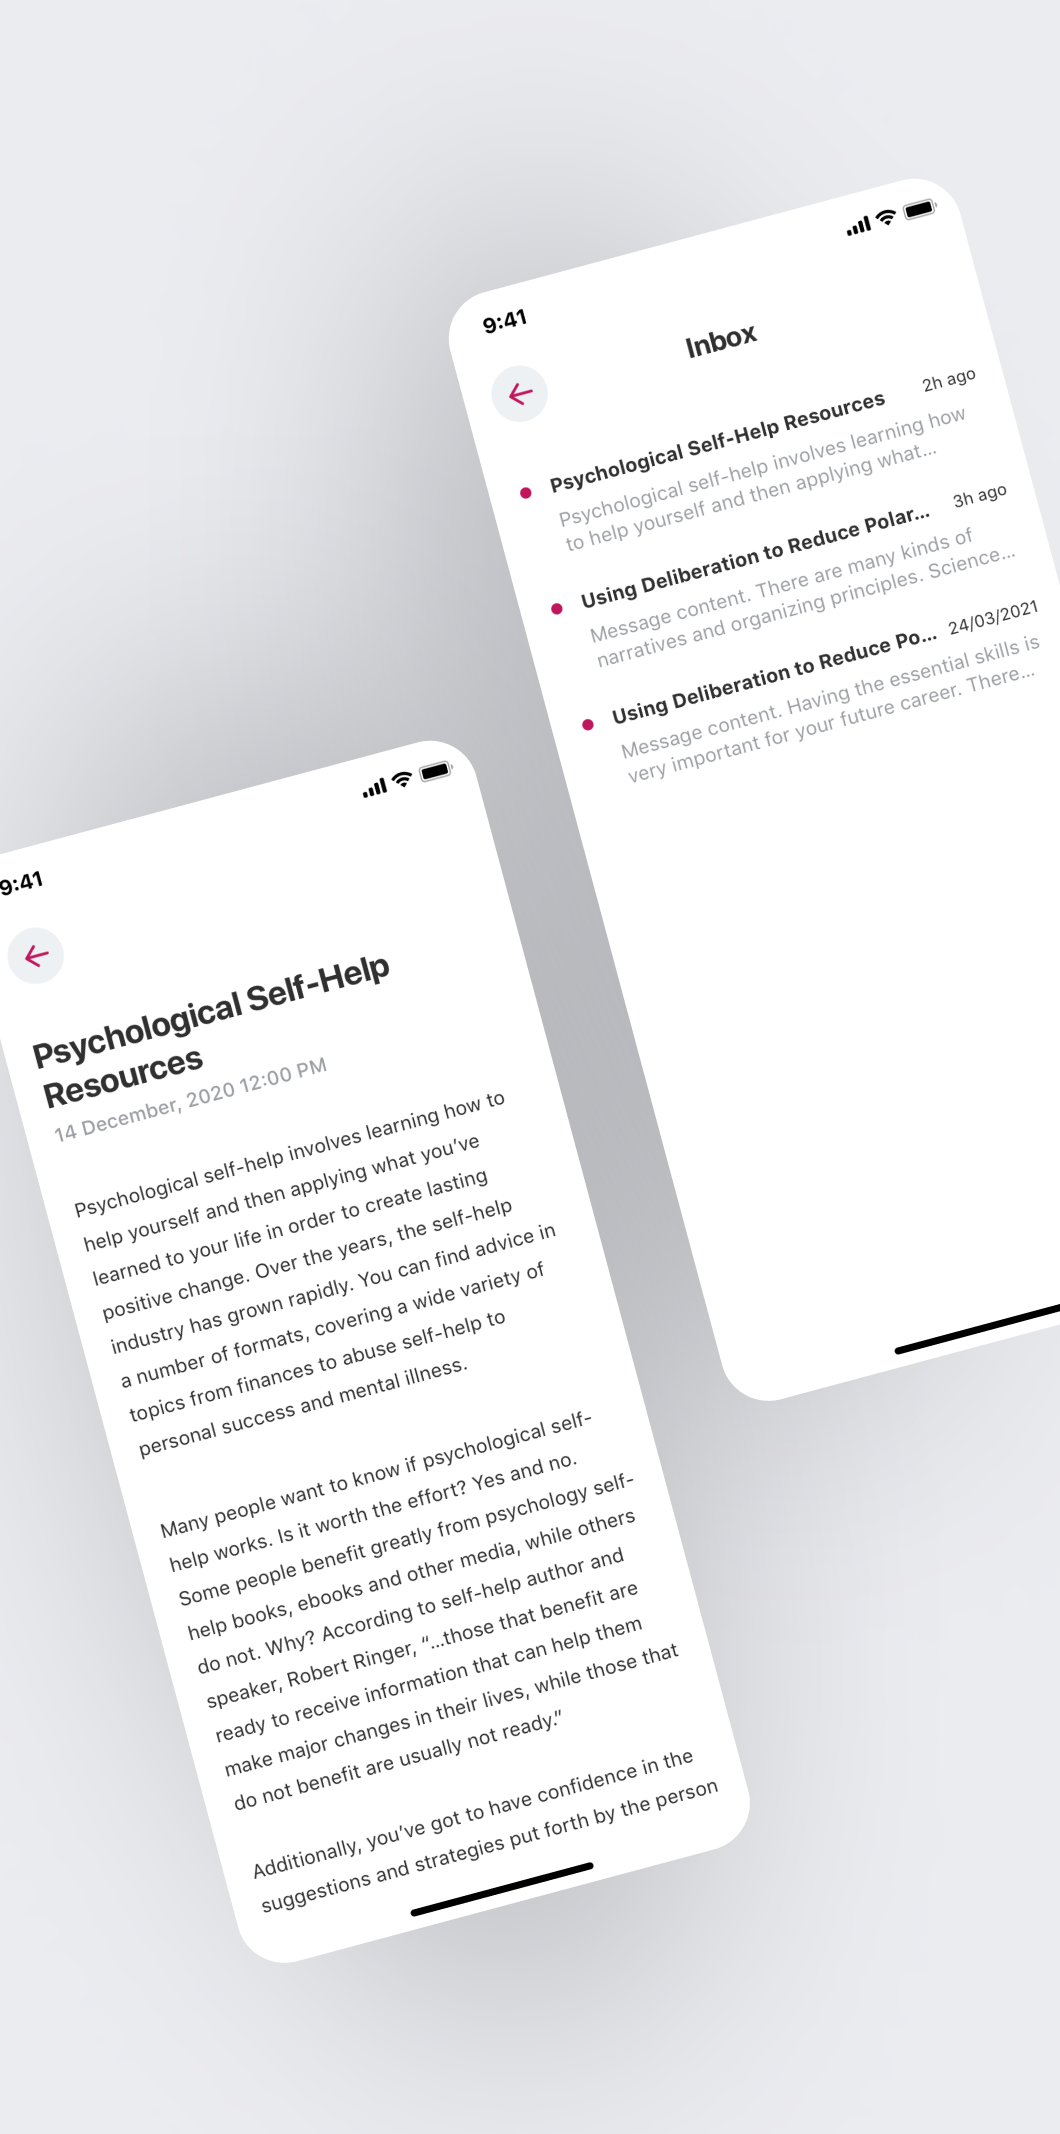 9:41
Inbox
Psychological Self-Help Resources
2h ago
Psychological self-help involves learning how
to help yourself and then applying what...
Using Deliberation to Reduce Polar...
3h ago
Message content. There are many kinds of
narratives and organizing principles. Science...
Using Deliberation to Reduce Po...
24/03/2021
Message content. Having the essential skills is
very important for your future career. There...
9:41
Psychological Self-Help
Resources
14 December, 2020 12:00 PM
Psychological self-help involves learning how to
help yourself and then applying what you’ve
learned to your life in order to create lasting
positive change. Over the years, the self-help
industry has grown rapidly. You can find advice in
a number of formats, covering a wide variety of
topics from finances to abuse self-help to
personal success and mental illness.
Many people want to know if psychological self-
help works. Is it worth the effort? Yes and no.
Some people benefit greatly from psychology self-
help books, ebooks and other media, while others
do not. Why? According to self-help author and
speaker, Robert Ringer, “...those that benefit are
ready to receive information that can help them
make major changes in their lives, while those that
do not benefit are usually not ready.”
Additionally, you’ve got to have confidence in the
suggestions and strategies put forth by the person